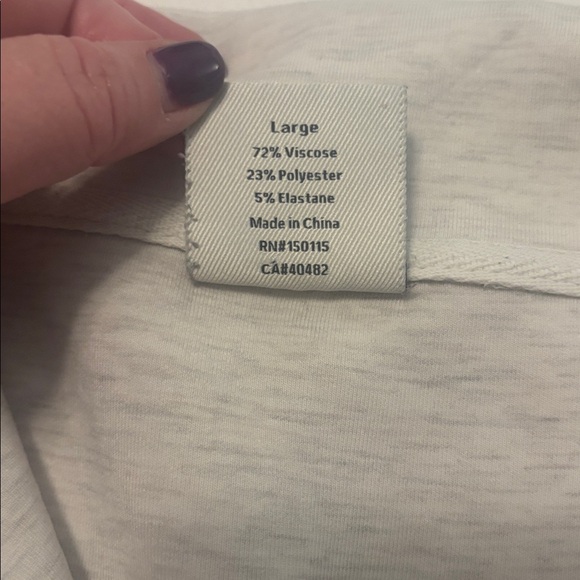 Large
72% Viscose
23% Polyester
5% Elastane
Made in China
RN#150115
CA#40482